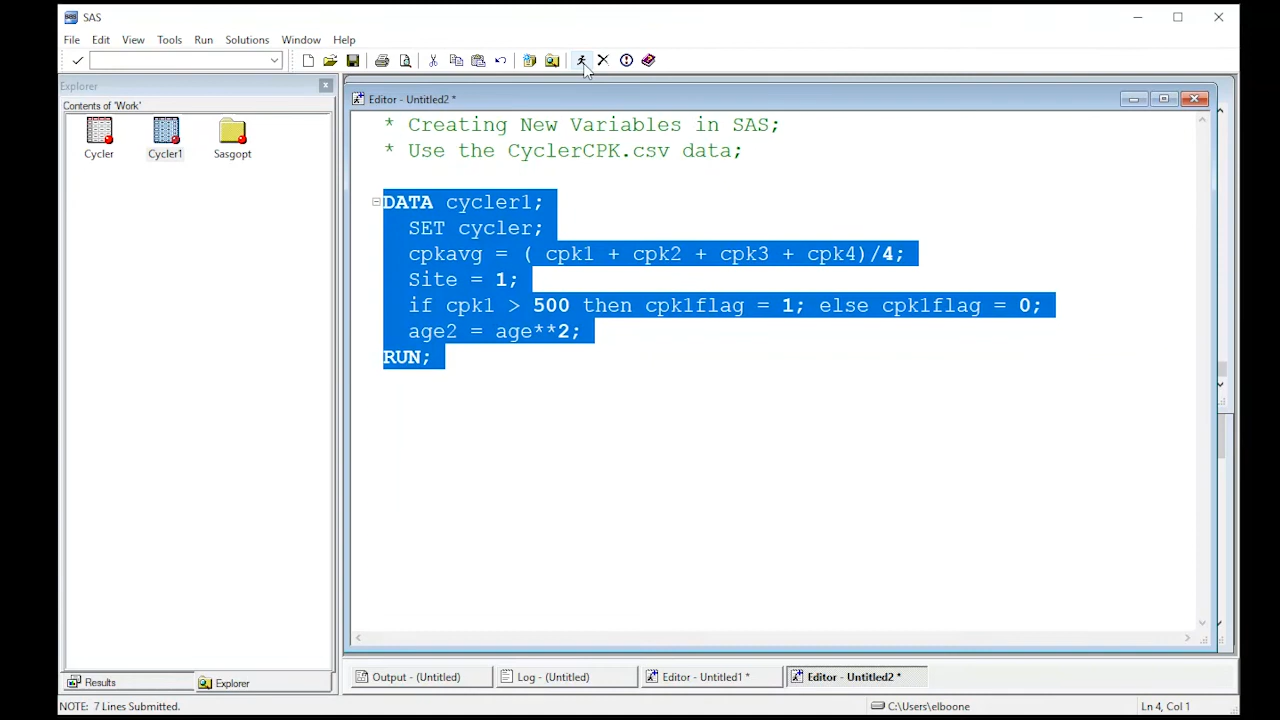 SAS
File Edit View Tools Run Solutions Window Help
Explorer
Contents of 'Work'
Cycler Cycler1 Sasgopt
Editor - Untitled2 *
* Creating New Variables in SAS;
* Use the CyclerCPK.csv data;
DATA cycler1;
SET cycler;
cpkavg = ( cpk1 + cpk2 + cpk3 + cpk4)/4;
Site = 1;
if cpk1 > 500 then cpk1flag = 1; else cpk1flag = 0;
age2 = age**2;
RUN;
Results Explorer
Output - (Untitled) Log - (Untitled) Editor - Untitled1 * Editor - Untitled2 *
NOTE: 7 Lines Submitted. C:\Users\elboone Ln 4, Col 1